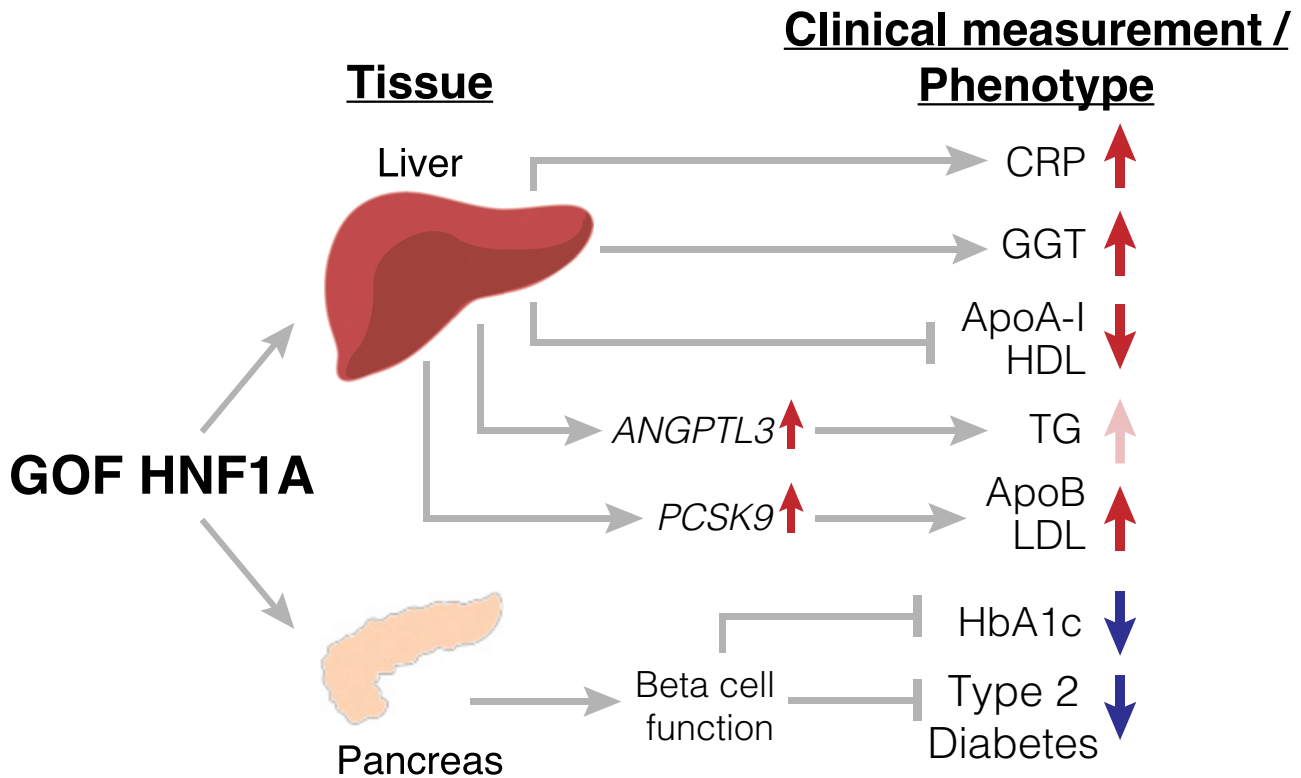 Clinical measurement /
Phenotype
Tissue
Liver
CRP
GGT
ApoA-I
HDL
ANGPTL3
TG
GOF HNF1A
PCSK9
ApoB
LDL
HbA1c
Beta cell
function
Type 2
Diabetes
Pancreas